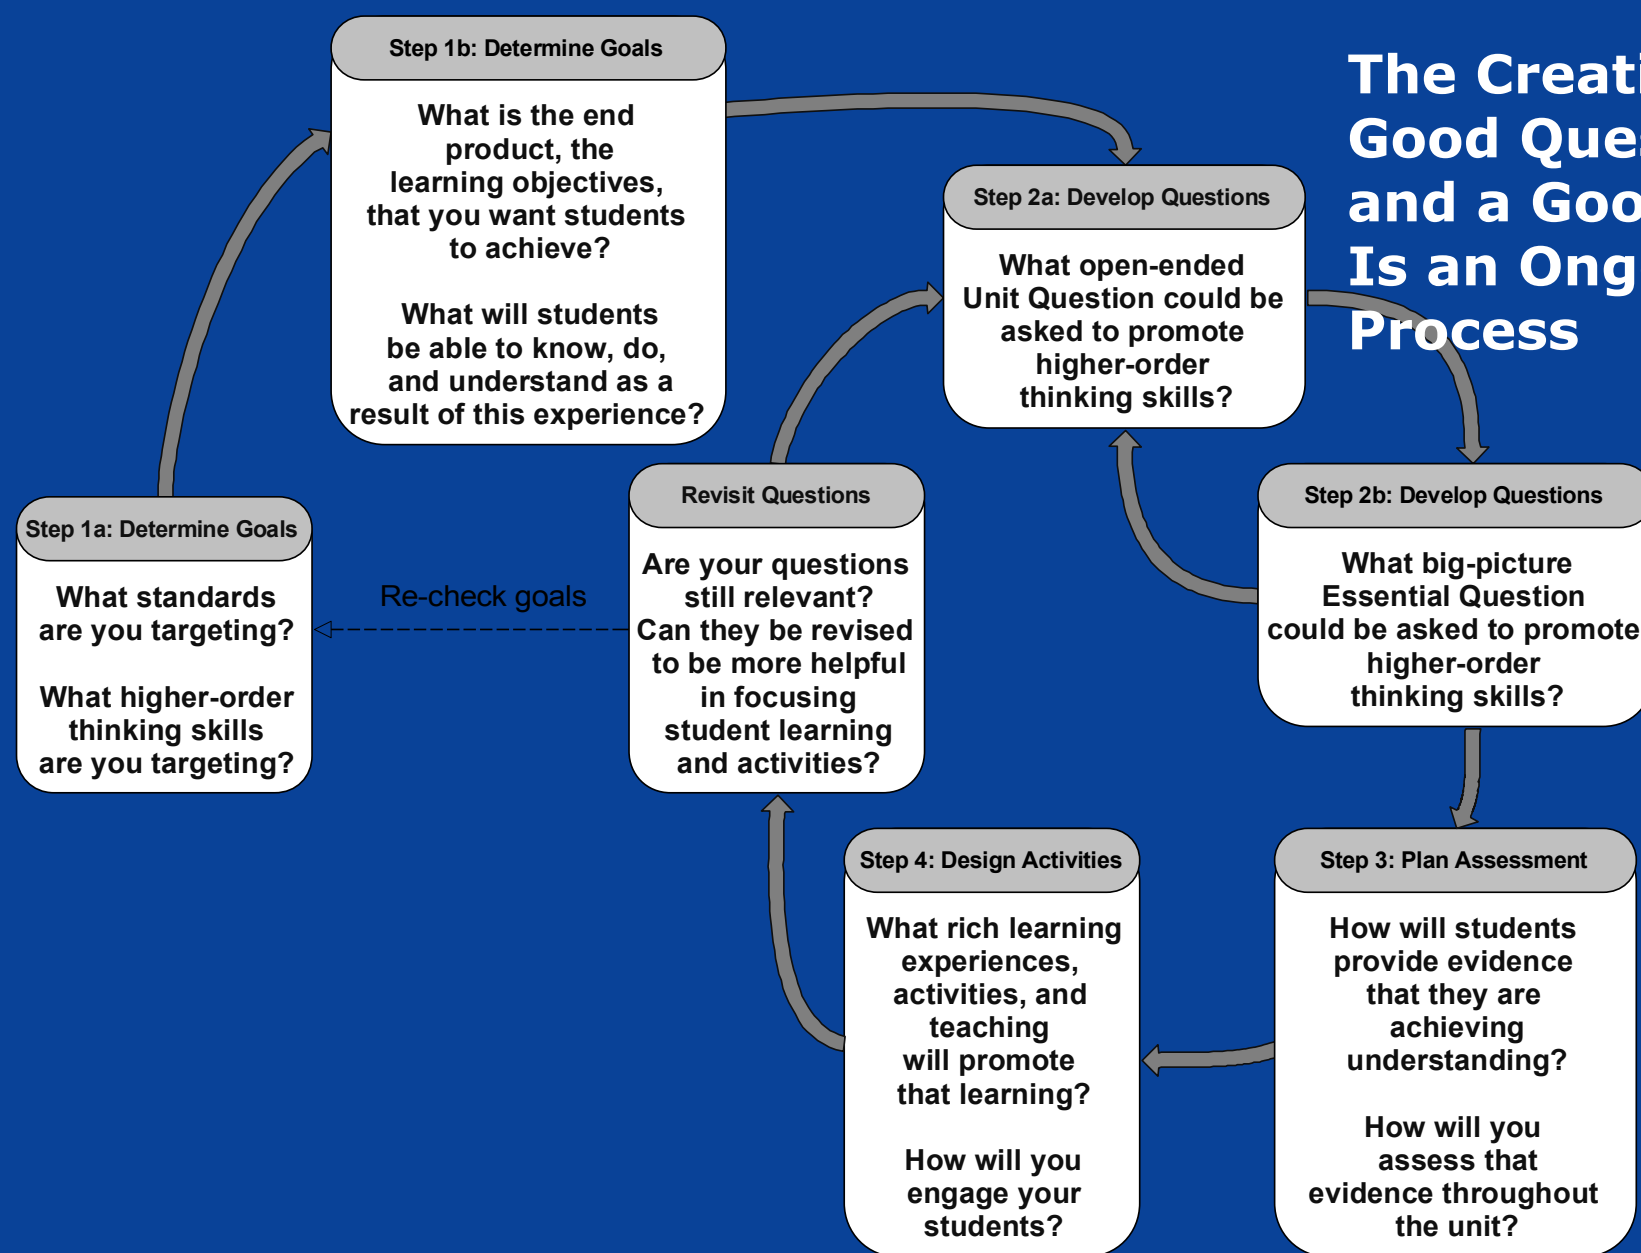 Step 1b: Determine Goals
What is the end
product, the
learning objectives,
that you want students
to achieve?
What will students
be able to know, do,
and understand as a
result of this experience?
The Creati
Good Ques
and a Goo
Is an Ong
Process
Step 2a: Develop Questions
What open-ended
Unit Question could be
asked to promote
higher-order
thinking skills?
Step 1a: Determine Goals
What standards
are you targeting?
What higher-order
thinking skills
are you targeting?
Re-check goals
Revisit Questions
Are your questions
still relevant?
Can they be revised
to be more helpful
in focusing
student learning
and activities?
Step 2b: Develop Questions
What big-picture
Essential Question
could be asked to promote
higher-order
thinking skills?
Step 4: Design Activities
What rich learning
experiences,
activities, and
teaching
will promote
that learning?
How will you
engage your
students?
Step 3: Plan Assessment
How will students
provide evidence
that they are
achieving
understanding?
How will you
assess that
evidence throughout
the unit?